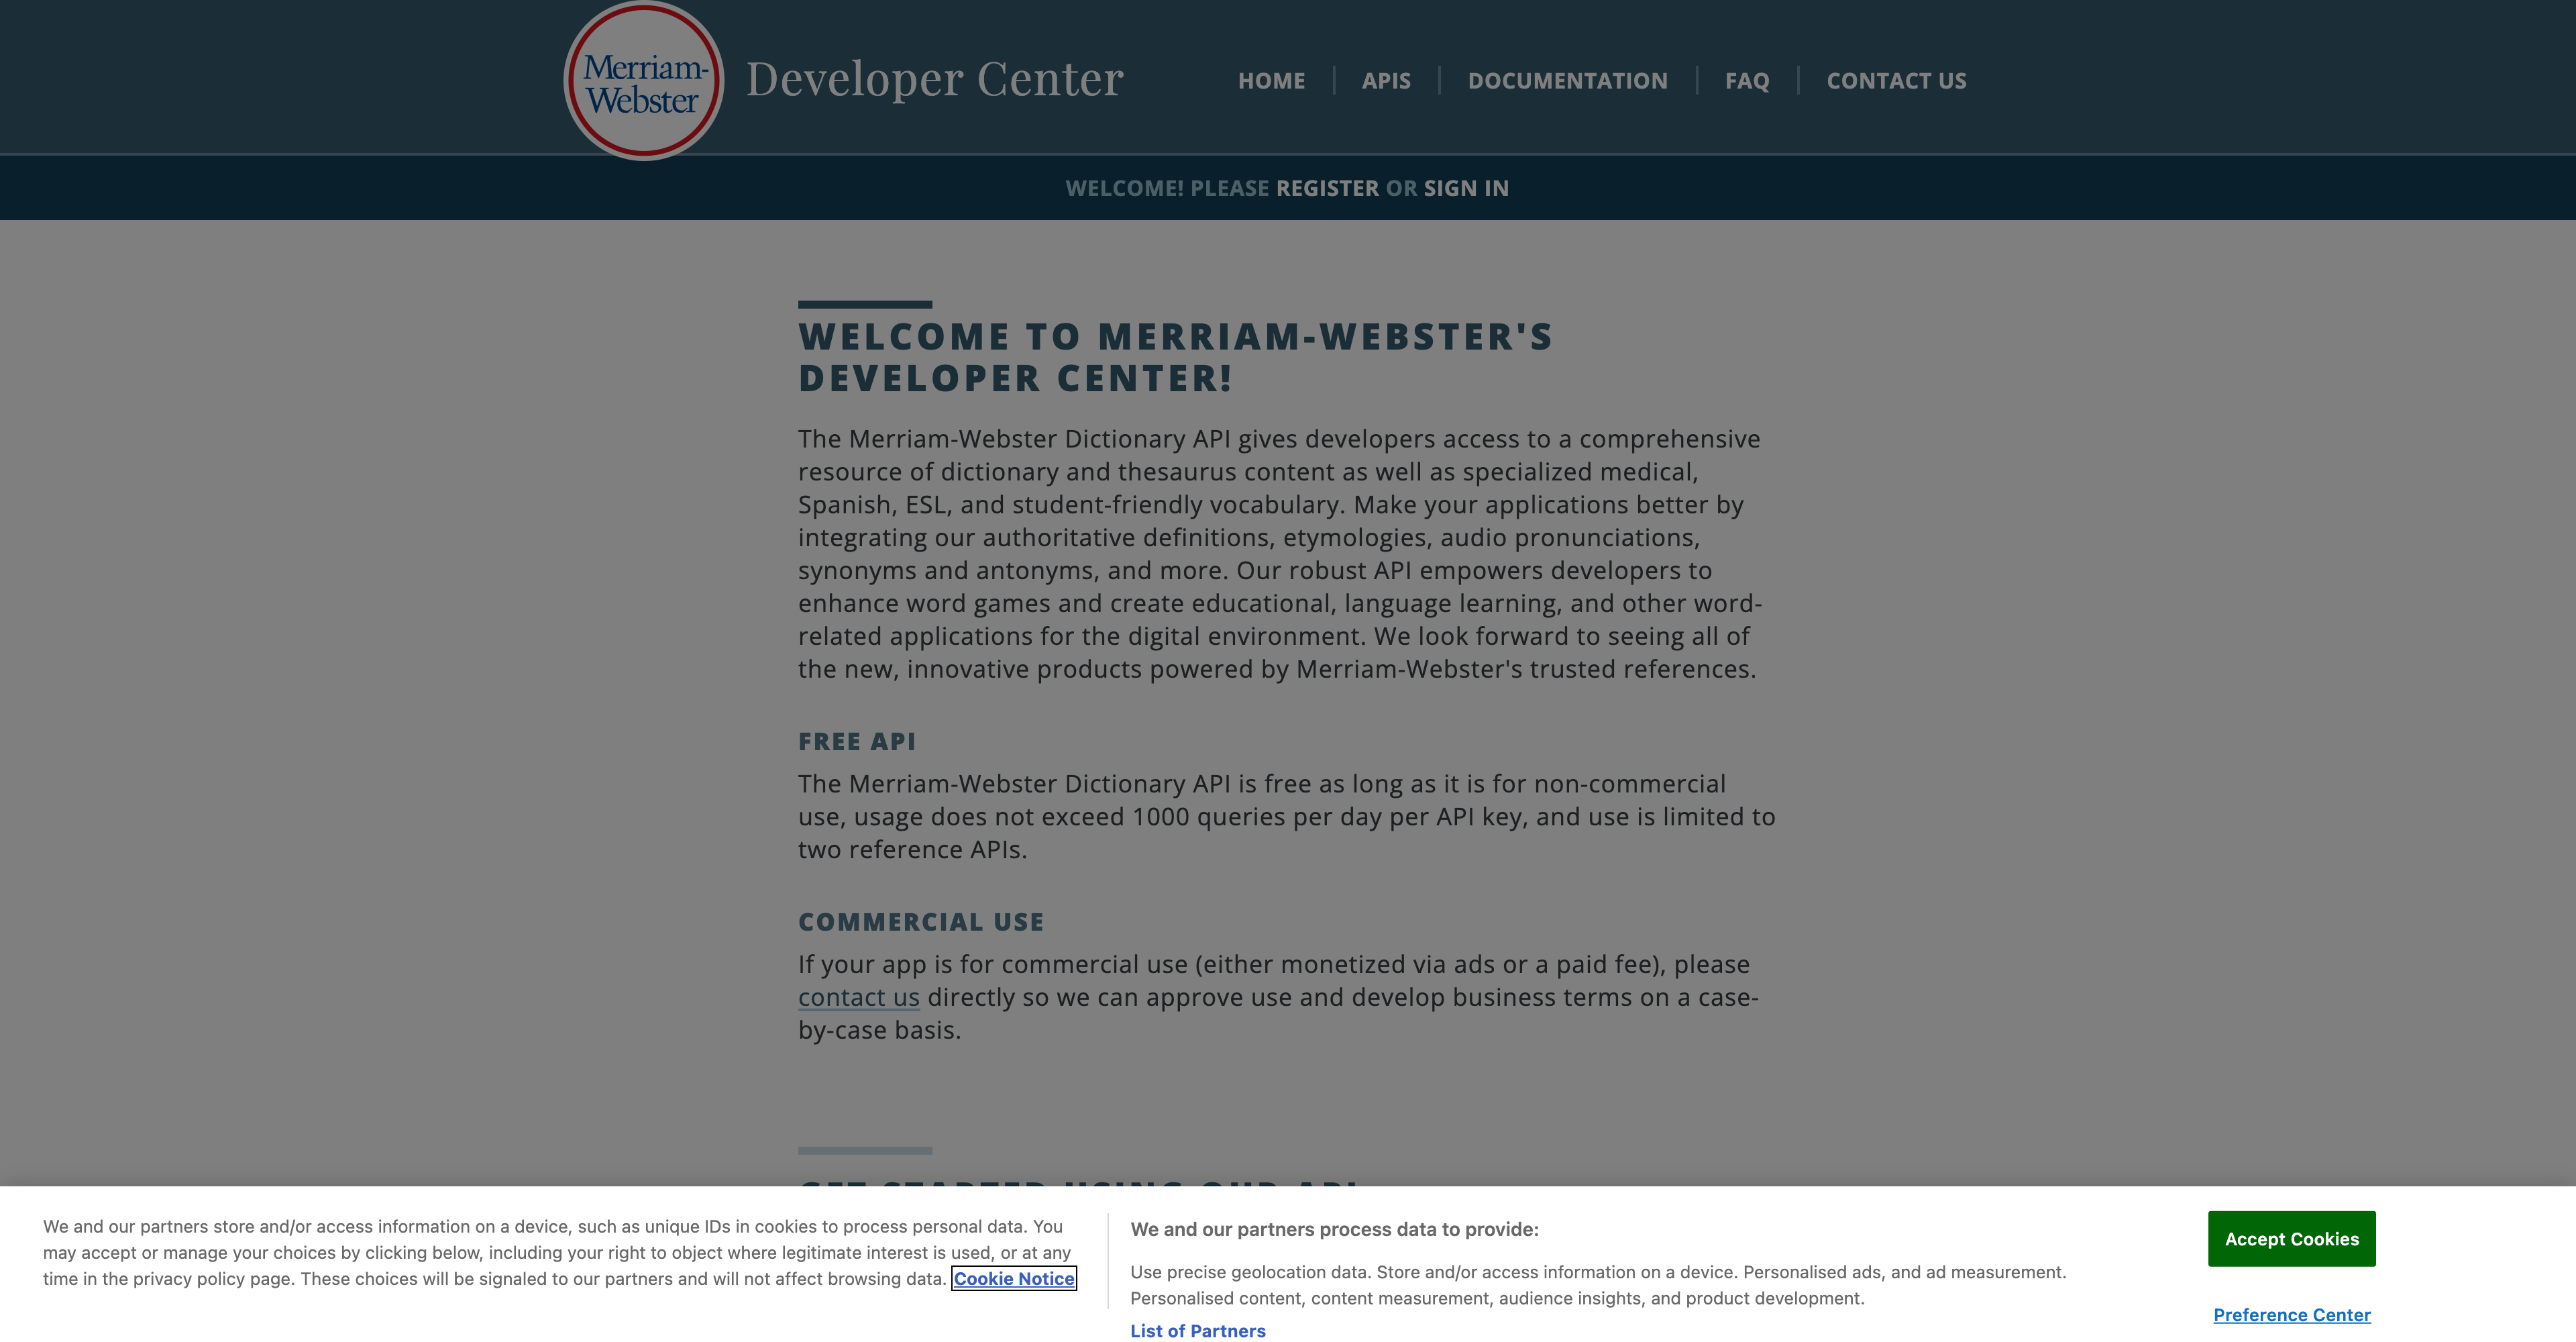 Merriam-
Webster
Developer Center
HOME
APIS
DOCUMENTATION
FAQ
CONTACT US
WELCOME! PLEASE REGISTER OR SIGN IN
WELCOME TO MERRIAM-WEBSTER'S
DEVELOPER CENTER!
The Merriam-Webster Dictionary API gives developers access to a comprehensive
resource of dictionary and thesaurus content as well as specialized medical,
Spanish, ESL, and student-friendly vocabulary. Make your applications better by
integrating our authoritative definitions, etymologies, audio pronunciations,
synonyms and antonyms, and more. Our robust API empowers developers to
enhance word games and create educational, language learning, and other word-
related applications for the digital environment. We look forward to seeing all of
the new, innovative products powered by Merriam-Webster's trusted references.
FREE API
The Merriam-Webster Dictionary API is free as long as it is for non-commercial
use, usage does not exceed 1000 queries per day per API key, and use is limited to
two reference APIs.
COMMERCIAL USE
If your app is for commercial use (either monetized via ads or a paid fee), please
contact us directly so we can approve use and develop business terms on a case-
by-case basis.
GET STARTED USING OUR API
We and our partners store and/or access information on a device, such as unique IDs in cookies to process personal data. You
may accept or manage your choices by clicking below, including your right to object where legitimate interest is used, or at any
time in the privacy policy page. These choices will be signaled to our partners and will not affect browsing data. Cookie Notice
We and our partners process data to provide:
Use precise geolocation data. Store and/or access information on a device. Personalised ads, and ad measurement.
Personalised content, content measurement, audience insights, and product development.
List of Partners
Accept Cookies
Preference Center